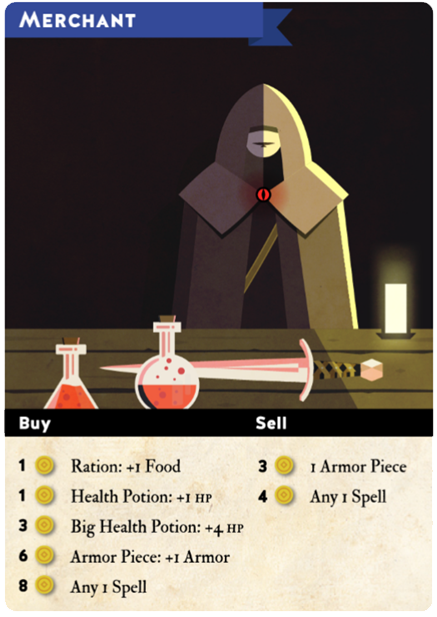 MERCHANT
Buy Sell
1 Ration: +1 Food
1 Health Potion: +1 HP
3 Big Health Potion: +4 HP
6 Armor Piece: +1 Armor
8 Any 1 Spell
3 1 Armor Piece
4 Any 1 Spell